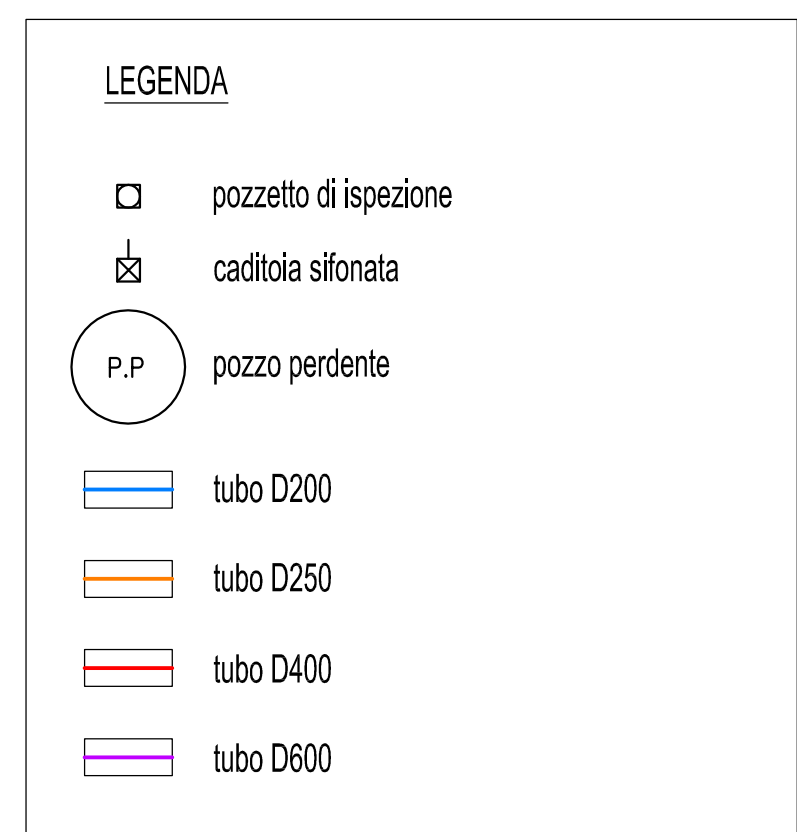 LEGENDA
pozzetto di ispezione
caditoia sifonata
P.P pozzo perdente
tubo D200
tubo D250
tubo D400
tubo D600